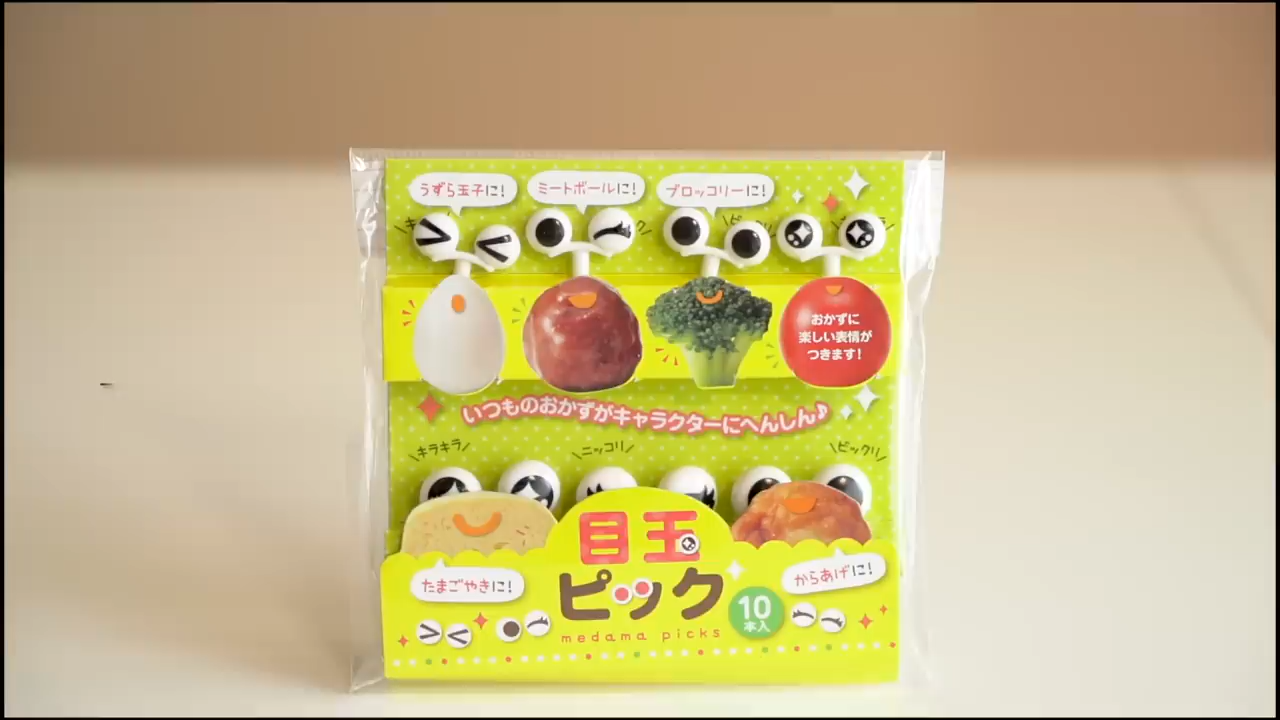 うずら玉子に!
ミートボールに!
ブロッコリーに!
おかずに
楽しい表情が
つきます!
いつものおかずがキャラクターにへんしん♪
キラキラ
ニッコリ
ビックリ
目玉
ピック
medama picks
10
本入
たまごやきに!
からあげに!